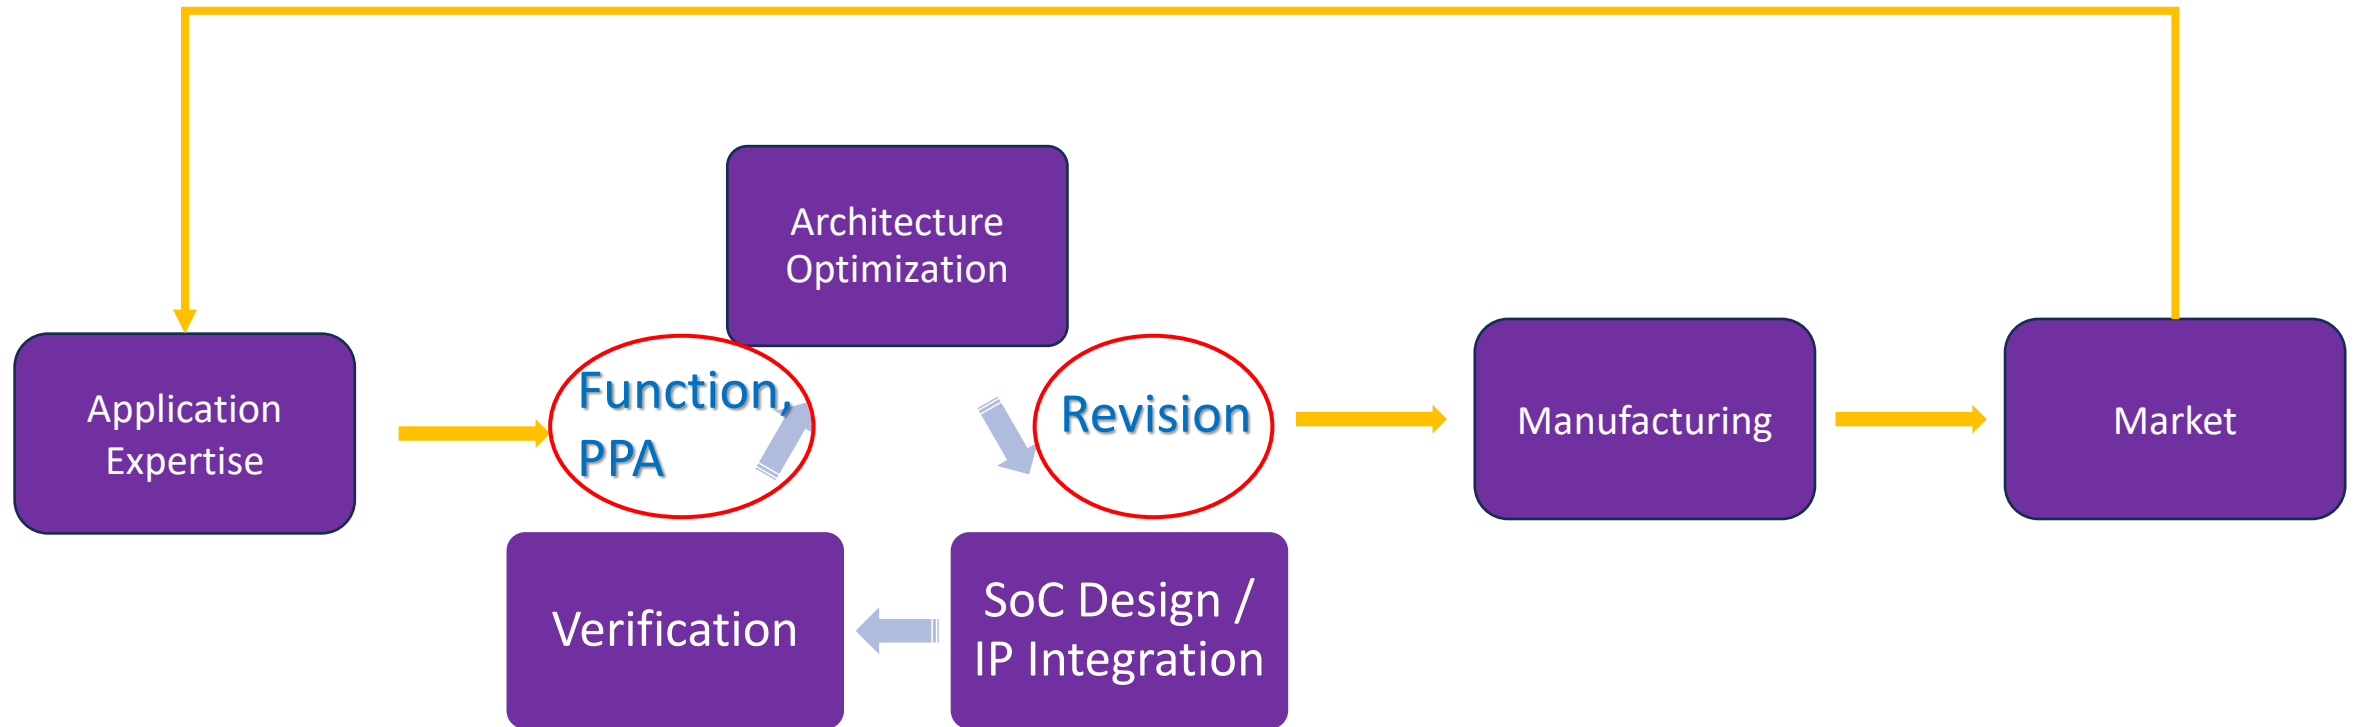 Architecture
Optimization
Application
Expertise
Function,
PPA
Revision
Manufacturing
Market
Verification
SoC Design /
IP Integration